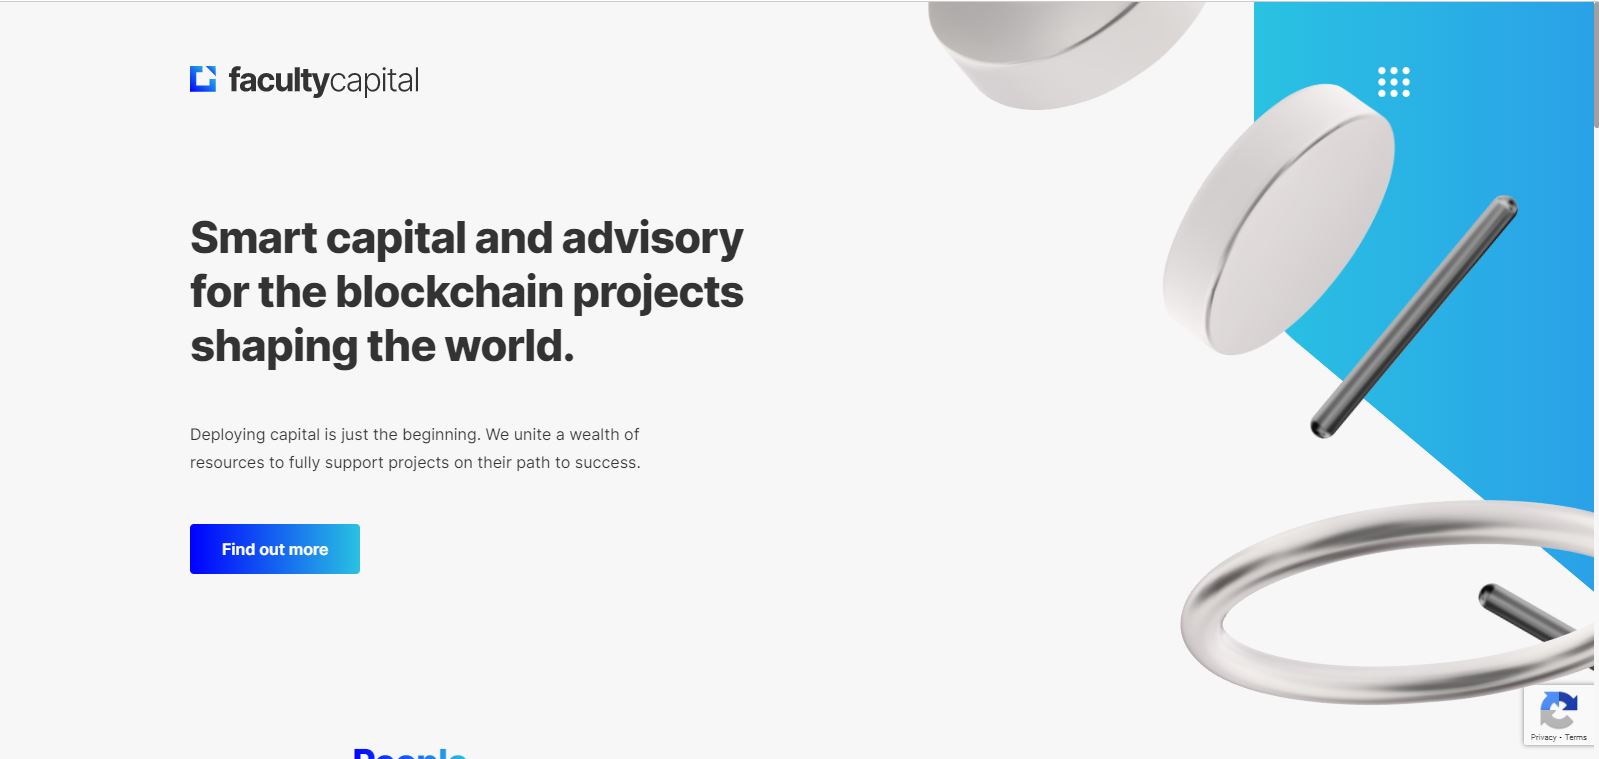 facultycapital
Smart capital and advisory
for the blockchain projects
shaping the world.
Deploying capital is just the beginning. We unite a wealth of
resources to fully support projects on their path to success.
Find out more
People
Privacy - Terms